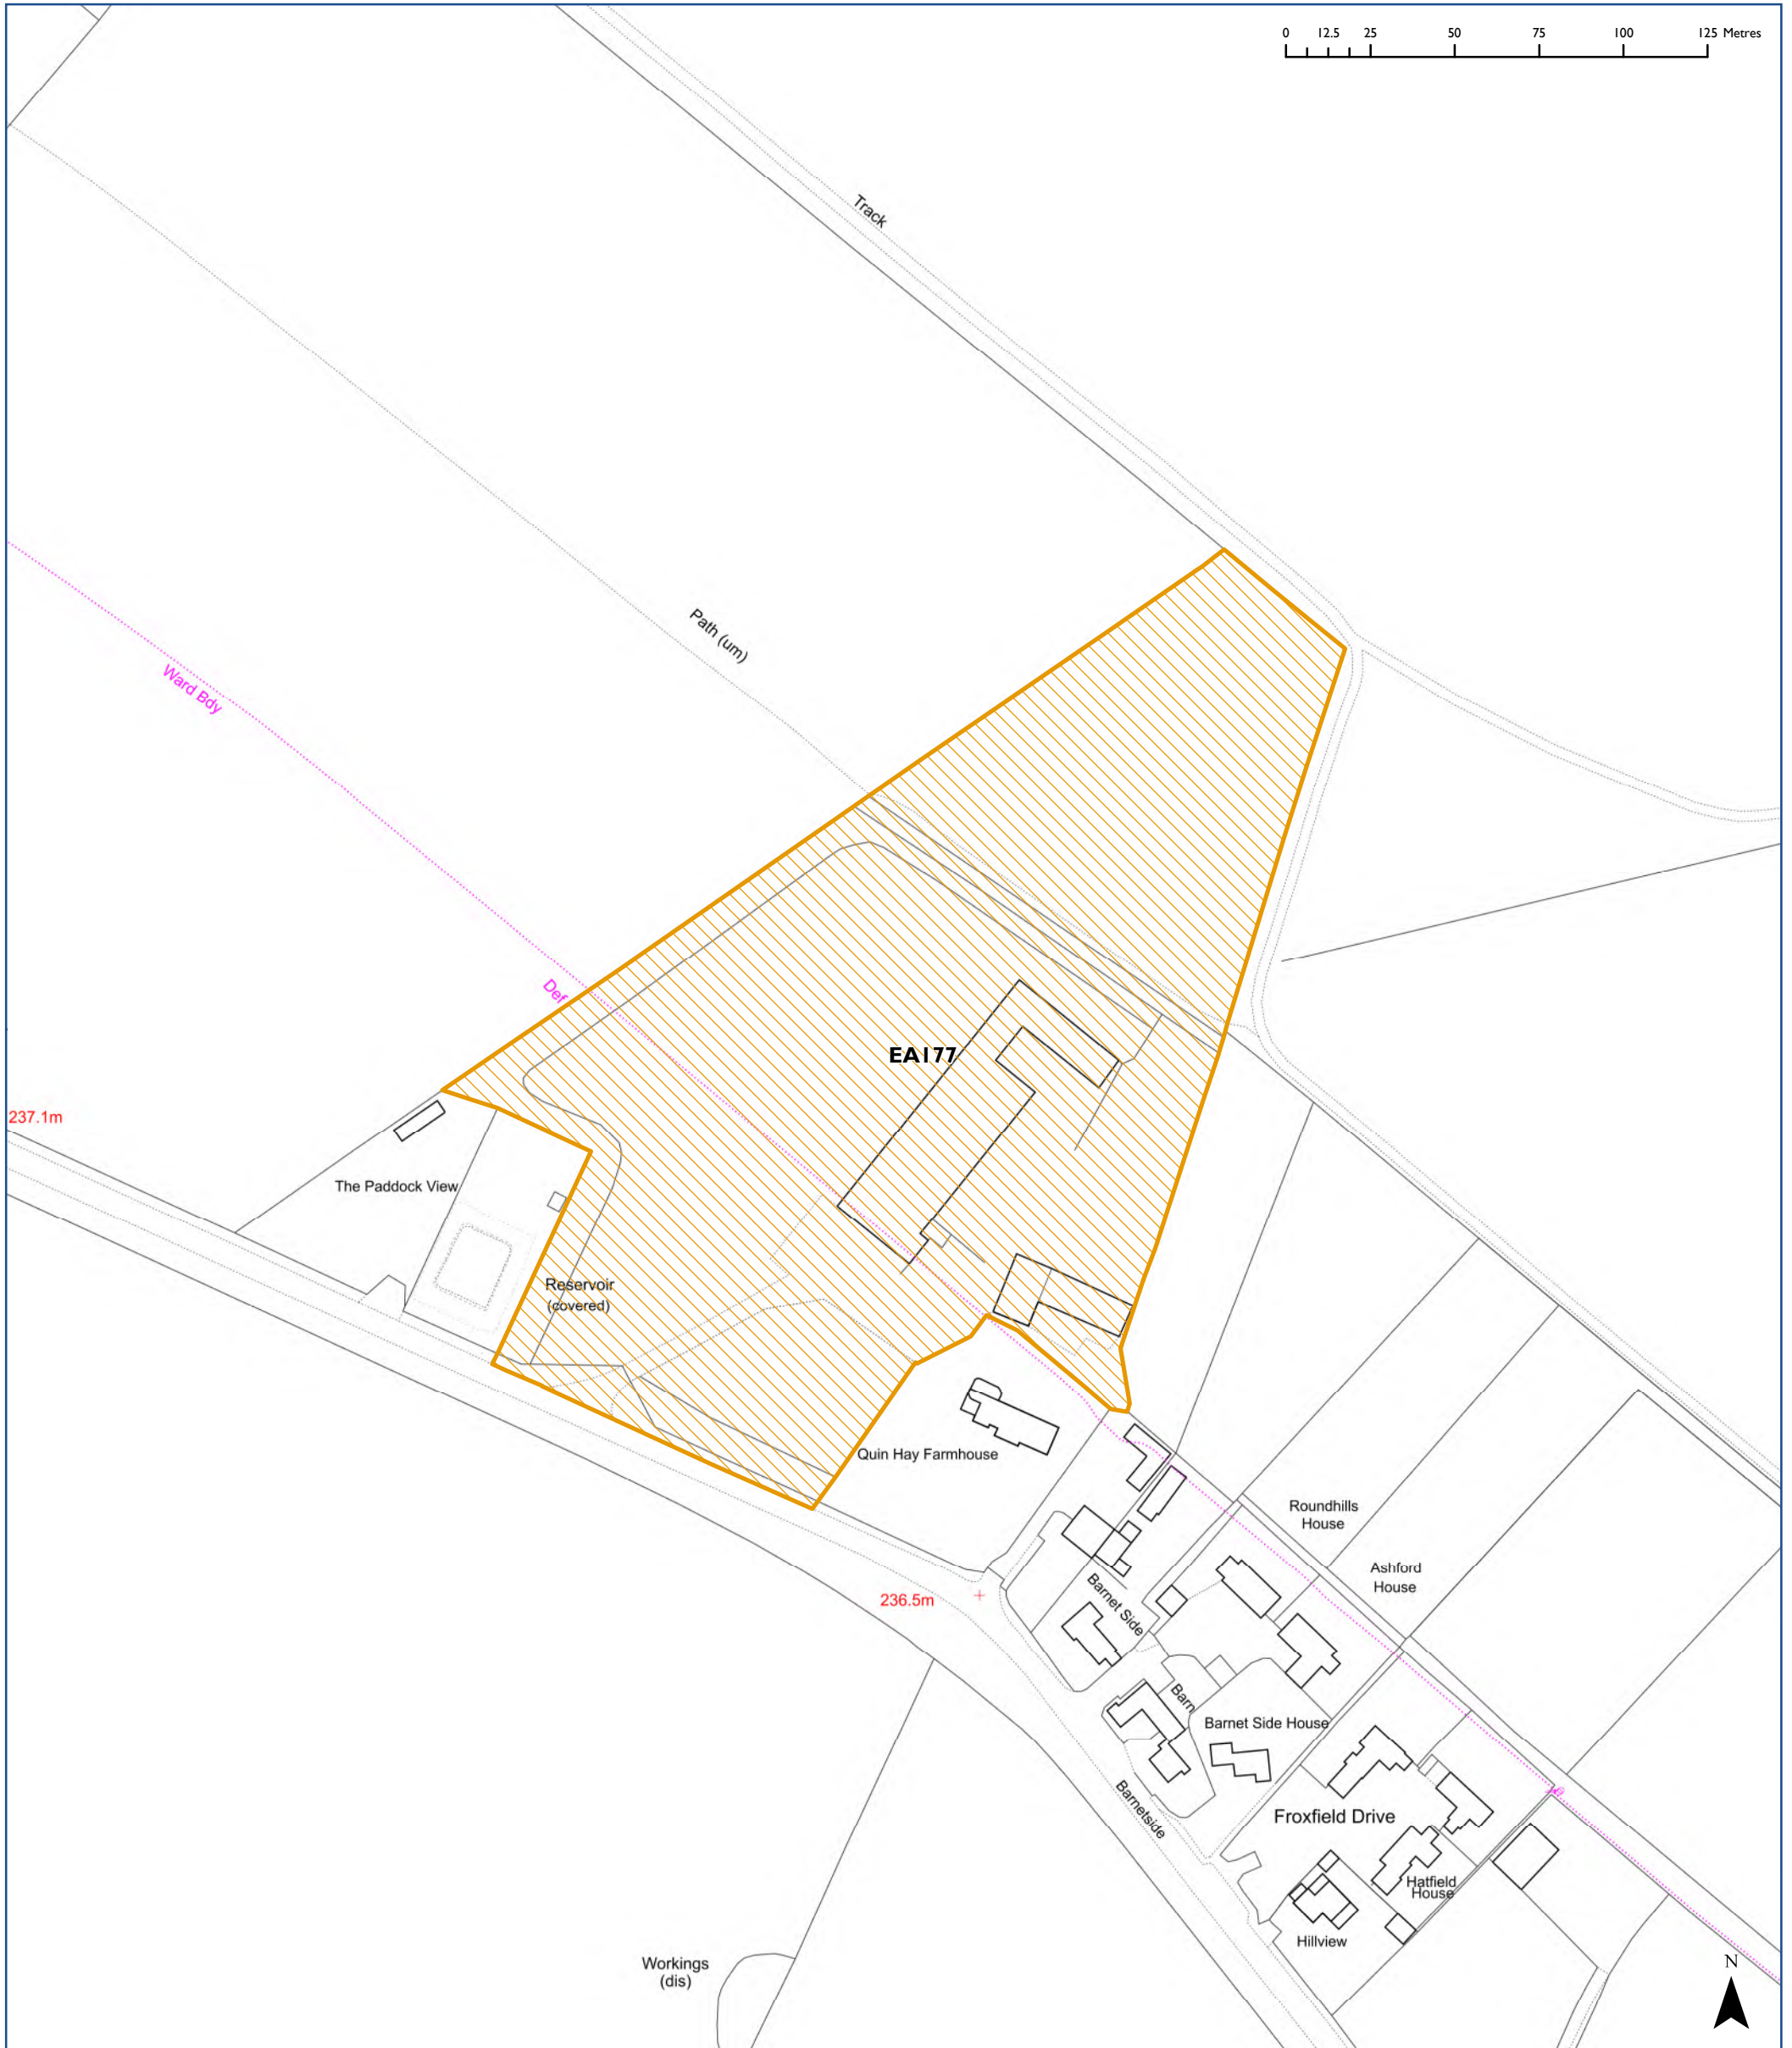 0 12.5 25 50 75 100 125 Metres
Track
Path (um)
Ward Bdy
Def
EA177
237.1m
The Paddock View
Reservoir
(covered)
Quin Hay Farmhouse
Roundhills
House
Ashford
House
236.5m
Barnet Side
Barn
Barnet Side House
Barnetside
Froxfield Drive
Hatfield
House
Hillview
Workings
(dis)
N